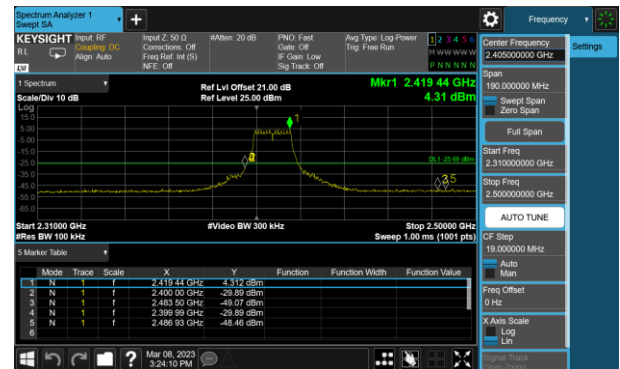 Spectrum Analyzer 1
Swept SA
Frequency
KEYSIGHT
RL
LW
Input: RF
Coupling: DC
Align: Auto
Input Z: 50 Ω
Corrections: Off
Freq Ref: Int (S)
NFE: Off
#Atten: 20 dB
PNO: Fast
Gate: Off
IF Gain: Low
Sig Track: Off
Avg Type: Log-Power
Trig: Free Run
1 2 3 4 5 6
M W W W W W
P N N N N N
Center Frequency
2.405000000 GHz
Settings
Span
190.000000 MHz
Swept Span
Zero Span
Full Span
Start Freq
2.310000000 GHz
Stop Freq
2.500000000 GHz
AUTO TUNE
CF Step
19.000000 MHz
Auto
Man
Freq Offset
0 Hz
X Axis Scale
Log
Lin
Signal Track
(Span Zoom)
1 Spectrum
Scale/Div 10 dB
Ref Lvl Offset 21.00 dB
Ref Level 25.00 dBm
Mkr1 2.419 44 GHz
4.31 dBm
Log
15.0
5.00
-5.00
-15.0
-25.0
-35.0
-45.0
-55.0
-65.0
1
DL1 -25.69 dBm
3 5
Start 2.31000 GHz
#Res BW 100 kHz
#Video BW 300 kHz
Stop 2.50000 GHz
Sweep 1.00 ms (1001 pts)
5 Marker Table
Mode Trace Scale X Y Function Function Width Function Value
1 N 1 f 2.419 44 GHz 4.312 dBm
2 N 1 f 2.400 00 GHz -29.89 dBm
3 N 1 f 2.483 50 GHz -49.07 dBm
4 N 1 f 2.399 99 GHz -29.89 dBm
5 N 1 f 2.486 93 GHz -48.46 dBm
6
?
Mar 08, 2023
3:24:10 PM